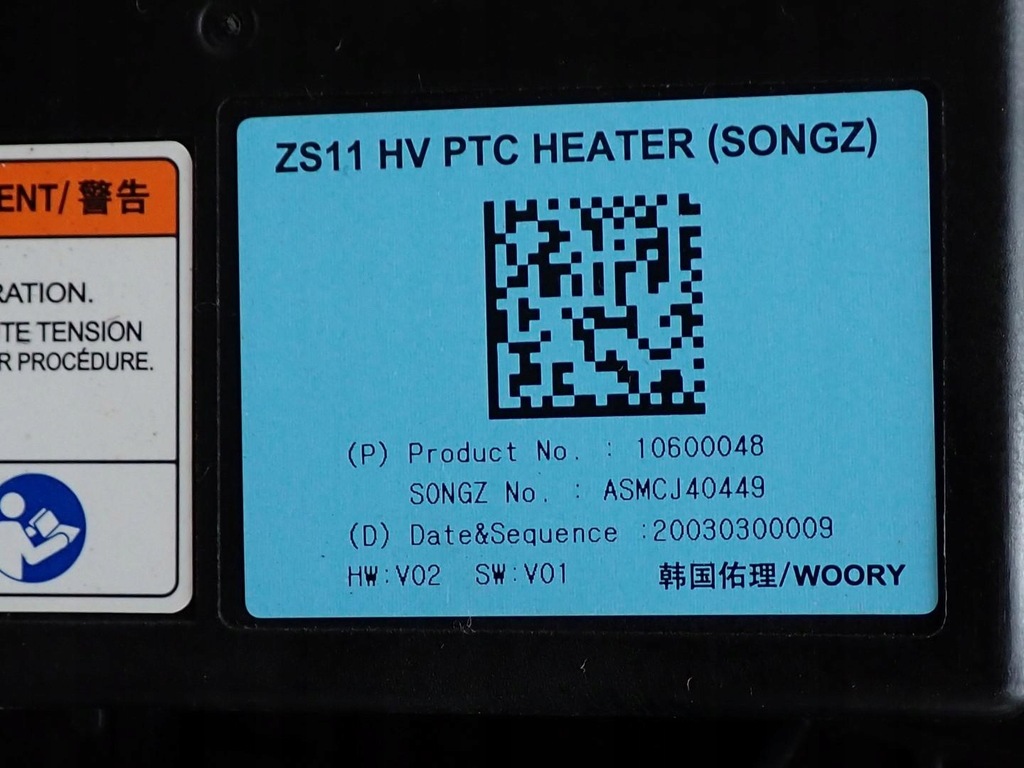 ENT/ 警告
RATION.
TE TENSION
R PROCÉDURE.
ZS11 HV PTC HEATER (SONGZ)
(P) Product No. : 10600048
SONGZ No. : ASMCJ40449
(D) Date&Sequence :20030300009
HW:V02 SW:V01 韩国佑理/WOORY